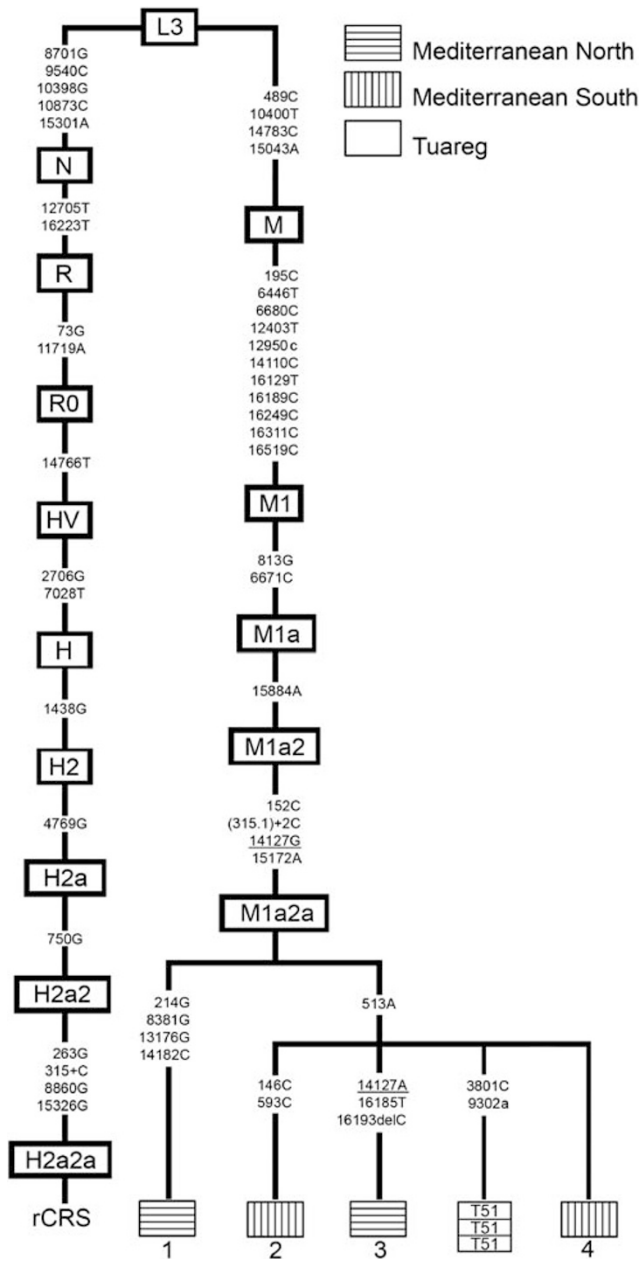 L3
Mediterranean North
Mediterranean South
Tuareg
8701G
9540C
10398G
10873C
15301A
N
12705T
16223T
R
73G
11719A
R0
14766T
HV
2706G
7028T
H
1438G
H2
4769G
H2a
750G
H2a2
263G
315+C
8860G
15326G
H2a2a
rCRS
489C
10400T
14783C
15043A
M
195C
6446T
6680C
12403T
12950c
14110C
16129T
16189C
16249C
16311C
16519C
M1
813G
6671C
M1a
15884A
M1a2
152C
(315.1)+2C
14127G
15172A
M1a2a
214G
8381G
13176G
14182C
1
513A
146C
593C
2
14127A
16185T
16193delC
3
3801C
9302a
T51
T51
T51
4